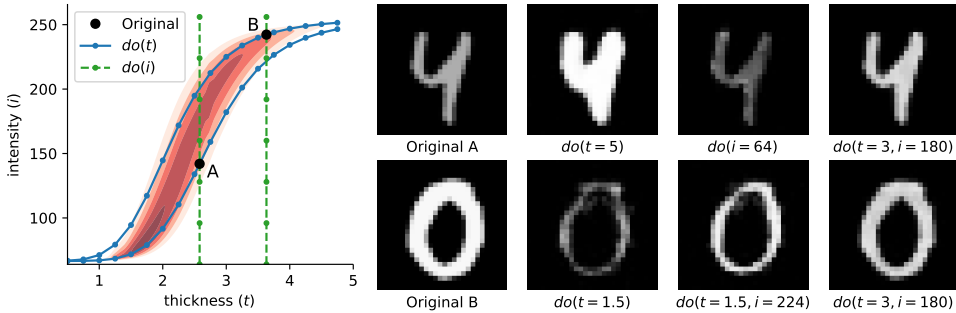 250
200
150
100
intensity (i)
Original
do(t)
do(i)
B
A
1 2 3 4 5
thickness (t)
Original A
do(t = 5)
do(i = 64)
do(t = 3, i = 180)
Original B
do(t = 1.5)
do(t = 1.5, i = 224)
do(t = 3, i = 180)